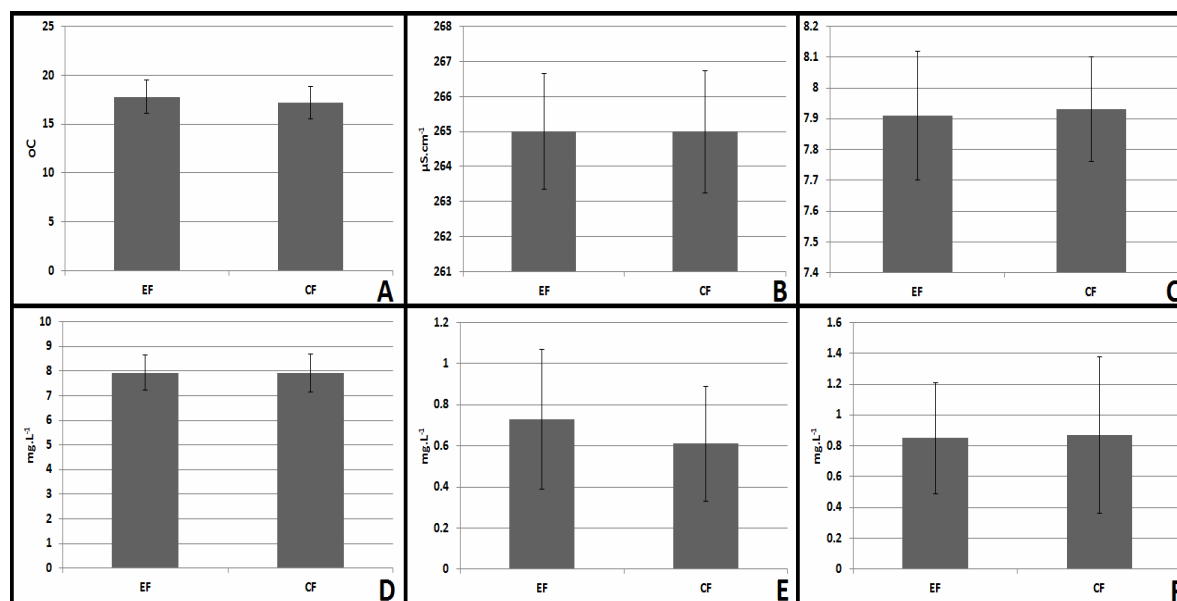 25
20
15
10
5
0
oC
EF CF
A
268
267
266
265
264
263
262
261
µS.cm⁻¹
EF CF
B
8.2
8.1
8
7.9
7.8
7.7
7.6
7.5
7.4
EF CF
C
10
9
8
7
6
5
4
3
2
1
0
mg.L⁻¹
EF CF
D
1.2
1
0.8
0.6
0.4
0.2
0
mg.L⁻¹
EF CF
E
1.6
1.4
1.2
1
0.8
0.6
0.4
0.2
0
mg.L⁻¹
EF CF
F